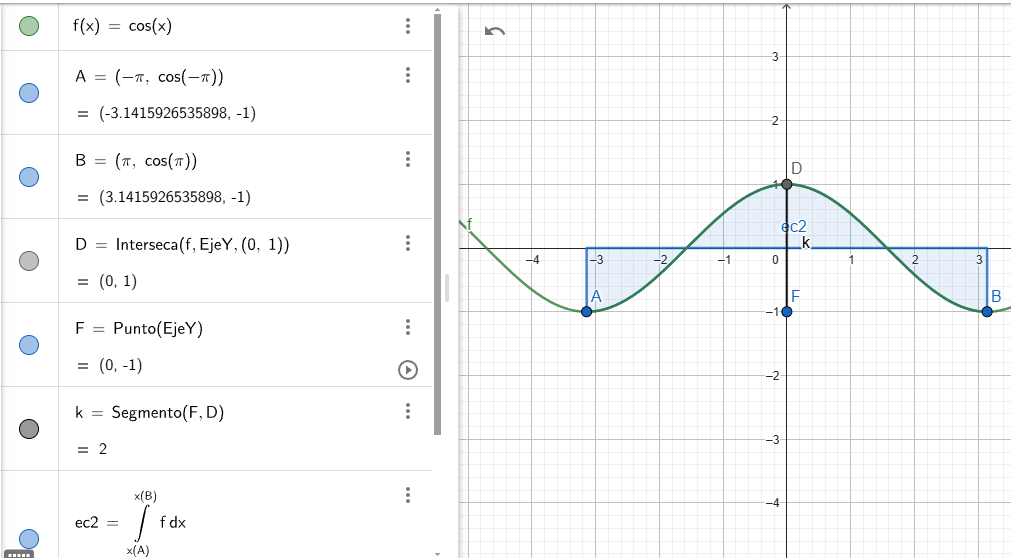 f(x) = cos(x)
A = (−π, cos(−π))
= (-3.1415926535898, -1)
B = (π, cos(π))
= (3.1415926535898, -1)
D = Interseca(f, EjeY, (0, 1))
= (0, 1)
F = Punto(EjeY)
= (0, -1)
k = Segmento(F, D)
= 2
x(B)
ec2 = ∫ f dx
x(A)
3
2
D
1
f
ec2
k
−4 −3 −2 −1 0 1 2 3
A F B
−1
−2
−3
−4